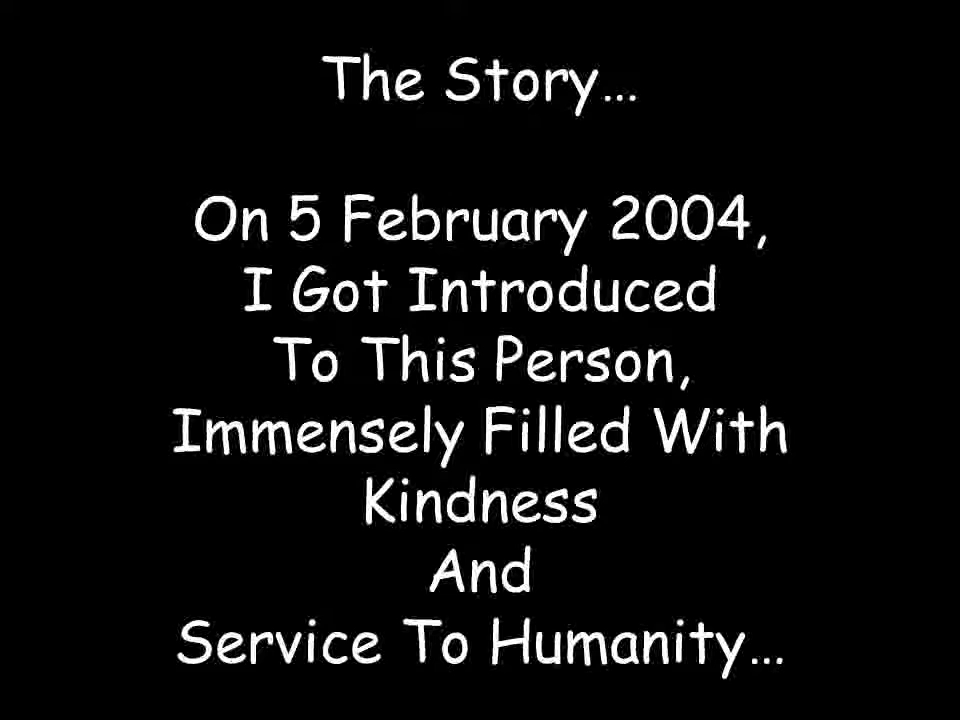 The Story…
On 5 February 2004,
I Got Introduced
To This Person,
Immensely Filled With
Kindness
And
Service To Humanity…